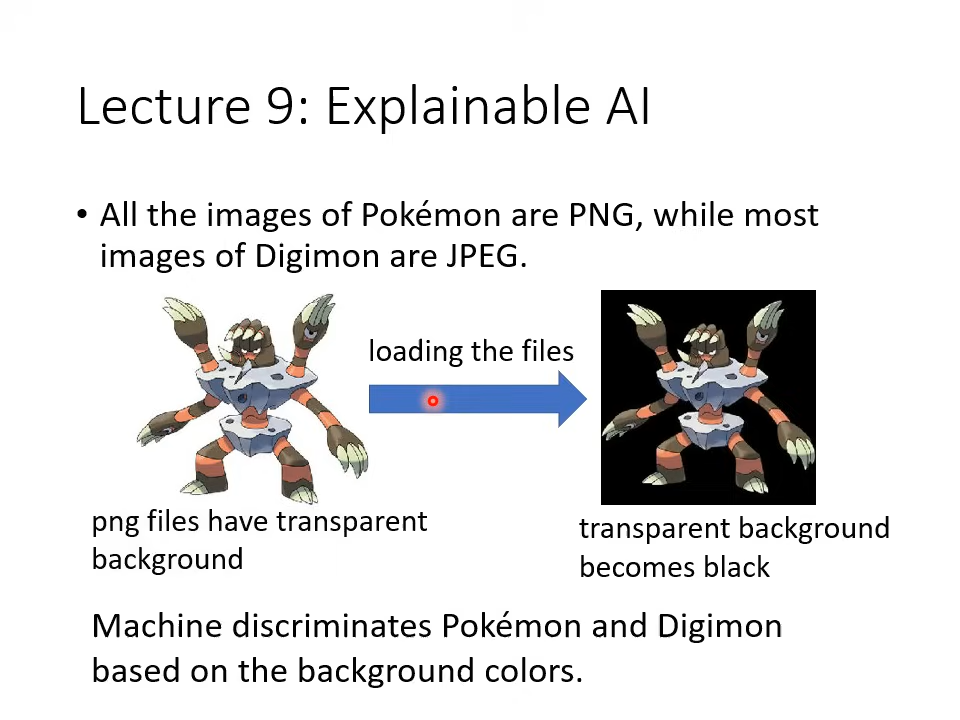 Lecture 9: Explainable AI
• All the images of Pokémon are PNG, while most
images of Digimon are JPEG.
loading the files
png files have transparent
background
transparent background
becomes black
Machine discriminates Pokémon and Digimon
based on the background colors.